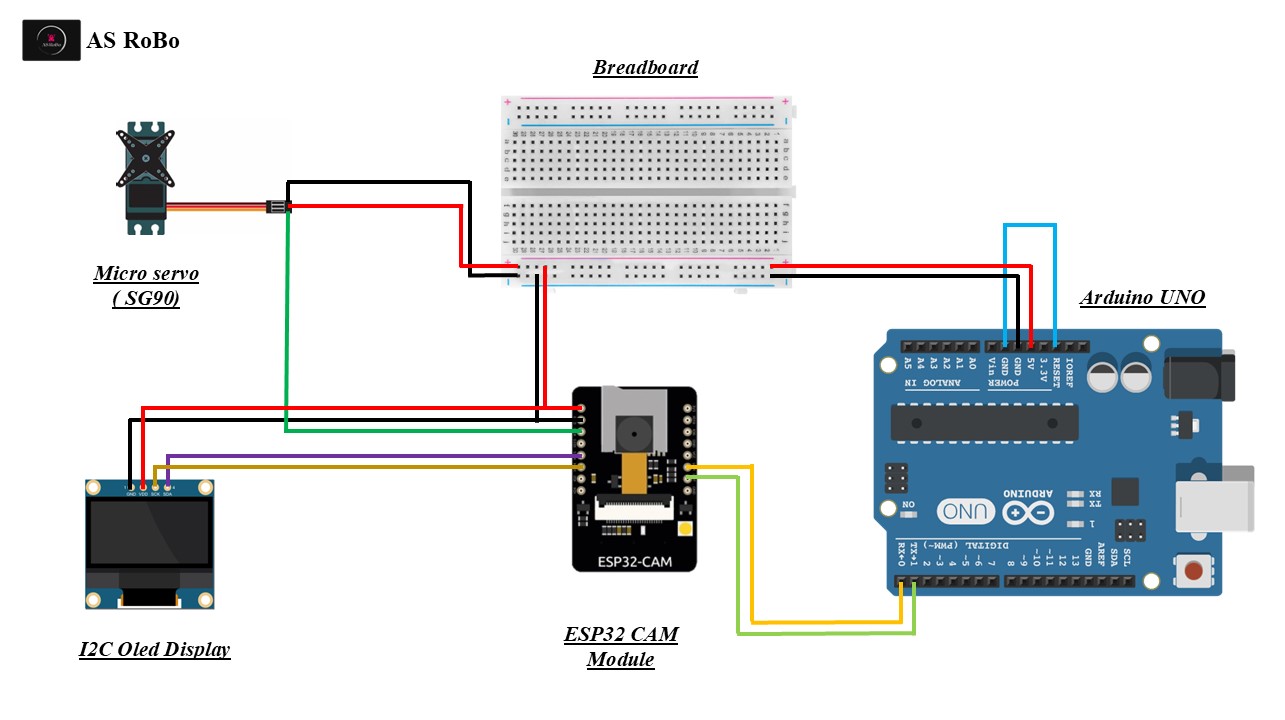 AS RoBo
Breadboard
Micro servo
( SG90)
Arduino UNO
A5 A4 A3 A2 A1 A0
Vin GND GND 5V 3.3V RESET IOREF
ANALOG IN
POWER
ON
UNO
ARDUINO
RX
TX
1
DIGITAL (PWM~)
RX←0 TX→1 2 ~3 4 ~5 ~6 7 8 ~9 ~10 ~11 12 13 GND AREF SDA SCL
GND VDD SCK SDA
ESP32-CAM
I2C Oled Display
ESP32 CAM
Module